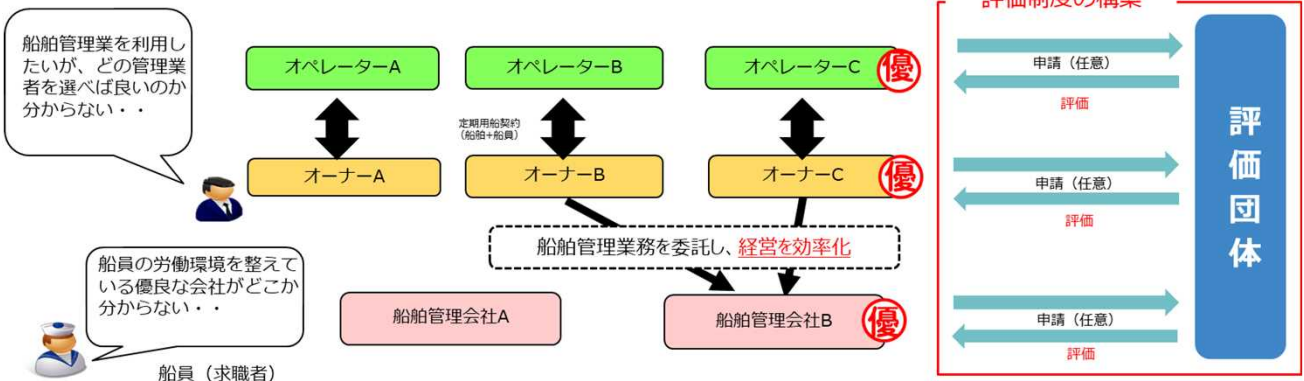 評価制度の構築
船舶管理業を利用し
たいが、どの管理業
者を選べば良いのか
分からない・・
オペレーターA
オペレーターB
オペレーターC
優
定期用船契約
（船舶+船員）
オーナーA
オーナーB
オーナーC
優
船舶管理業務を委託し、経営を効率化
船員の労働環境を整えて
いる優良な会社がどこか
分からない・・
船員（求職者）
船舶管理会社A
船舶管理会社B
優
申請（任意）
評価
申請（任意）
評価
申請（任意）
評価
評価団体